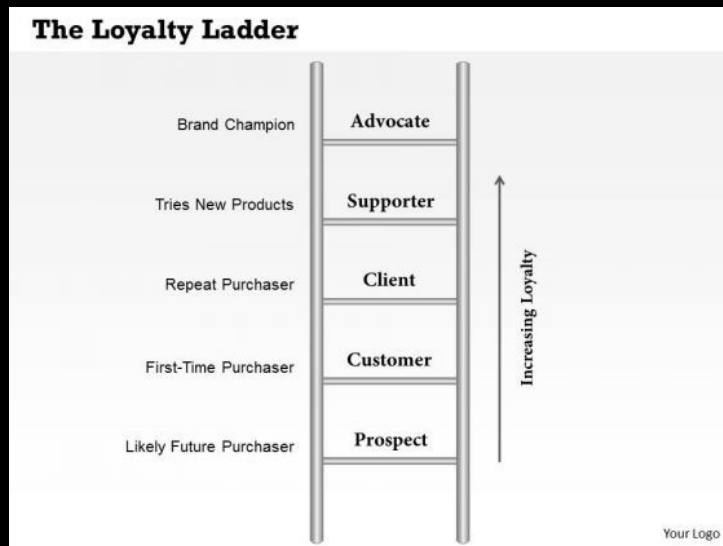 The Loyalty Ladder
Brand Champion
Advocate
Tries New Products
Supporter
Repeat Purchaser
Client
First-Time Purchaser
Customer
Likely Future Purchaser
Prospect
Increasing Loyalty
Your Logo